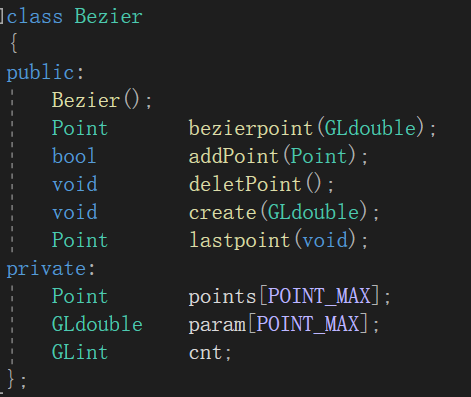 class Bezier
{
public:
    Bezier();
    Point      bezierpoint(GLdouble);
    bool       addPoint(Point);
    void       deletPoint();
    void       create(GLdouble);
    Point      lastpoint(void);
private:
    Point      points[POINT_MAX];
    GLdouble   param[POINT_MAX];
    GLint      cnt;
};